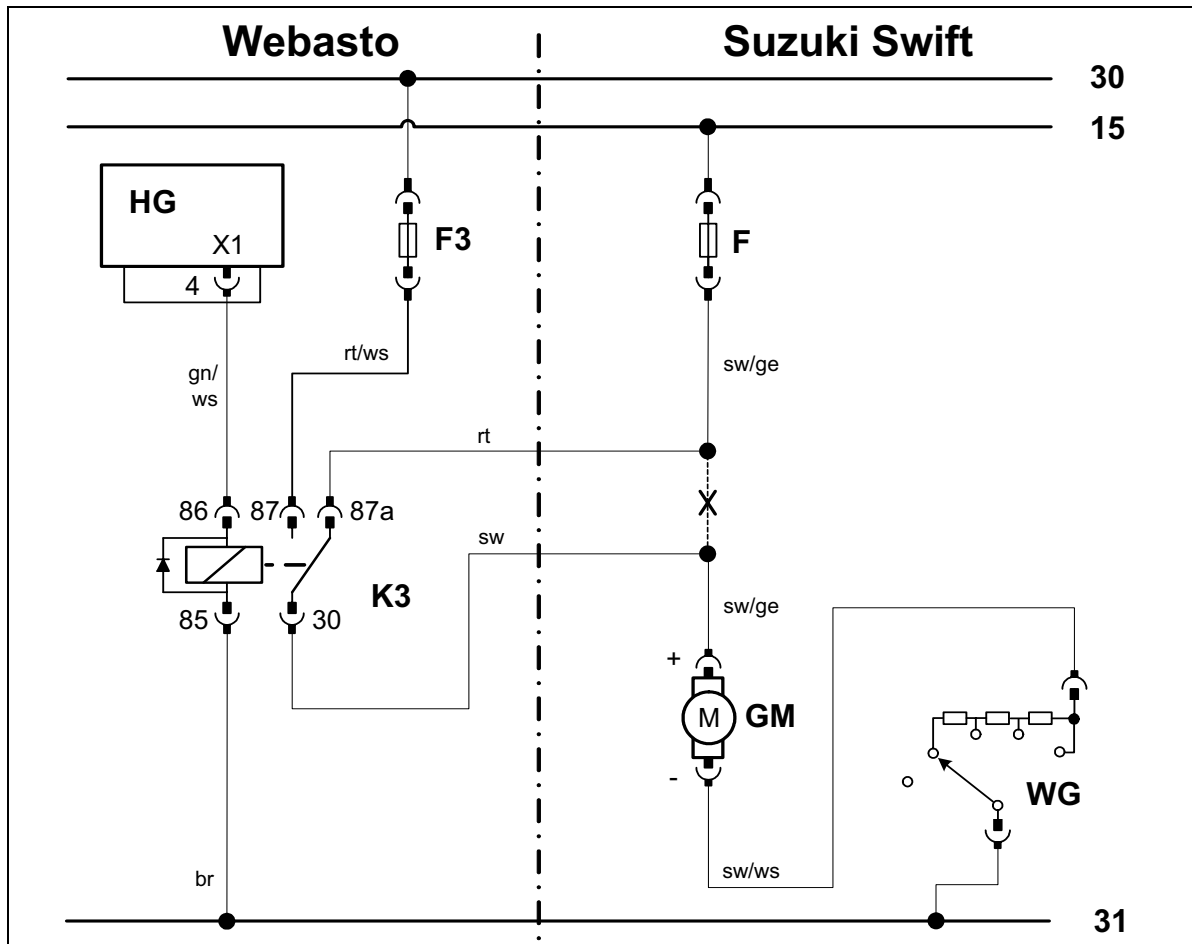 Webasto Suzuki Swift
30
15
HG
X1
F3
F
4
rt/ws
sw/ge
gn/
ws
rt
86 87 87a
sw
K3
85 30
sw/ge
+
M GM
-
WG
br
sw/ws
31